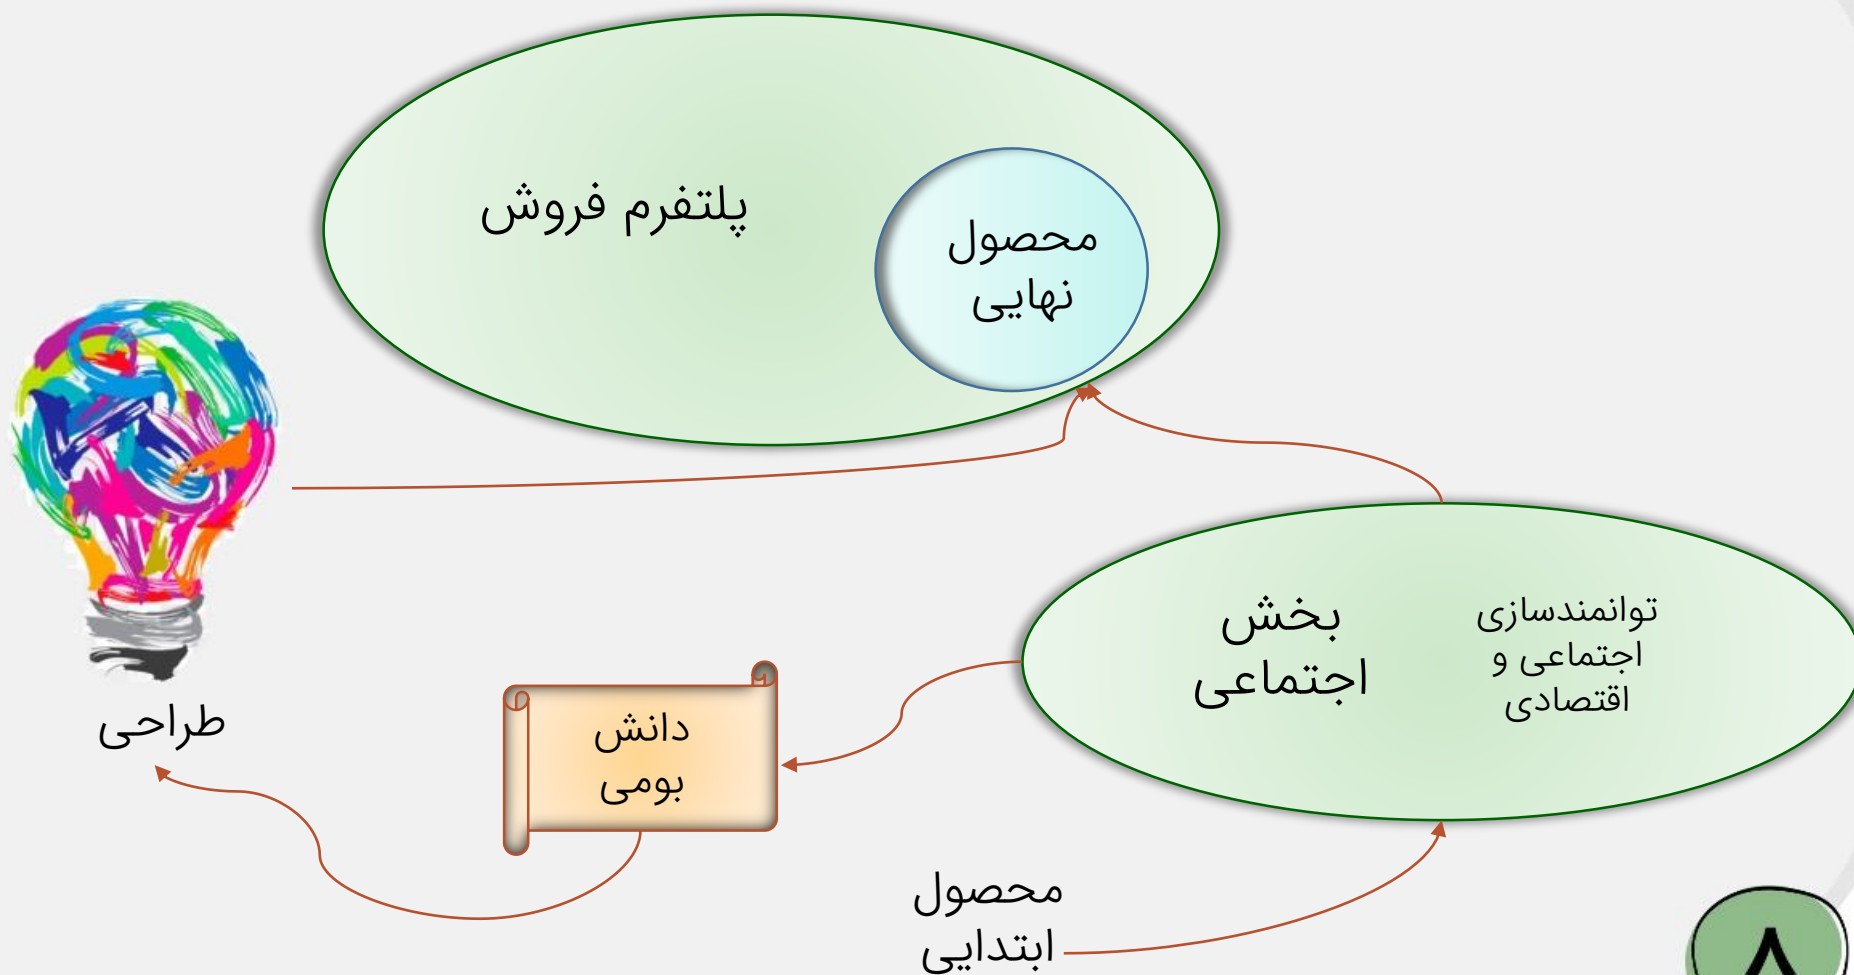 پلتفرم فروش
محصول
نهایی
بخش
اجتماعی
توانمندسازی
اجتماعی و
اقتصادی
دانش
بومی
طراحی
محصول
ابتدایی
۸